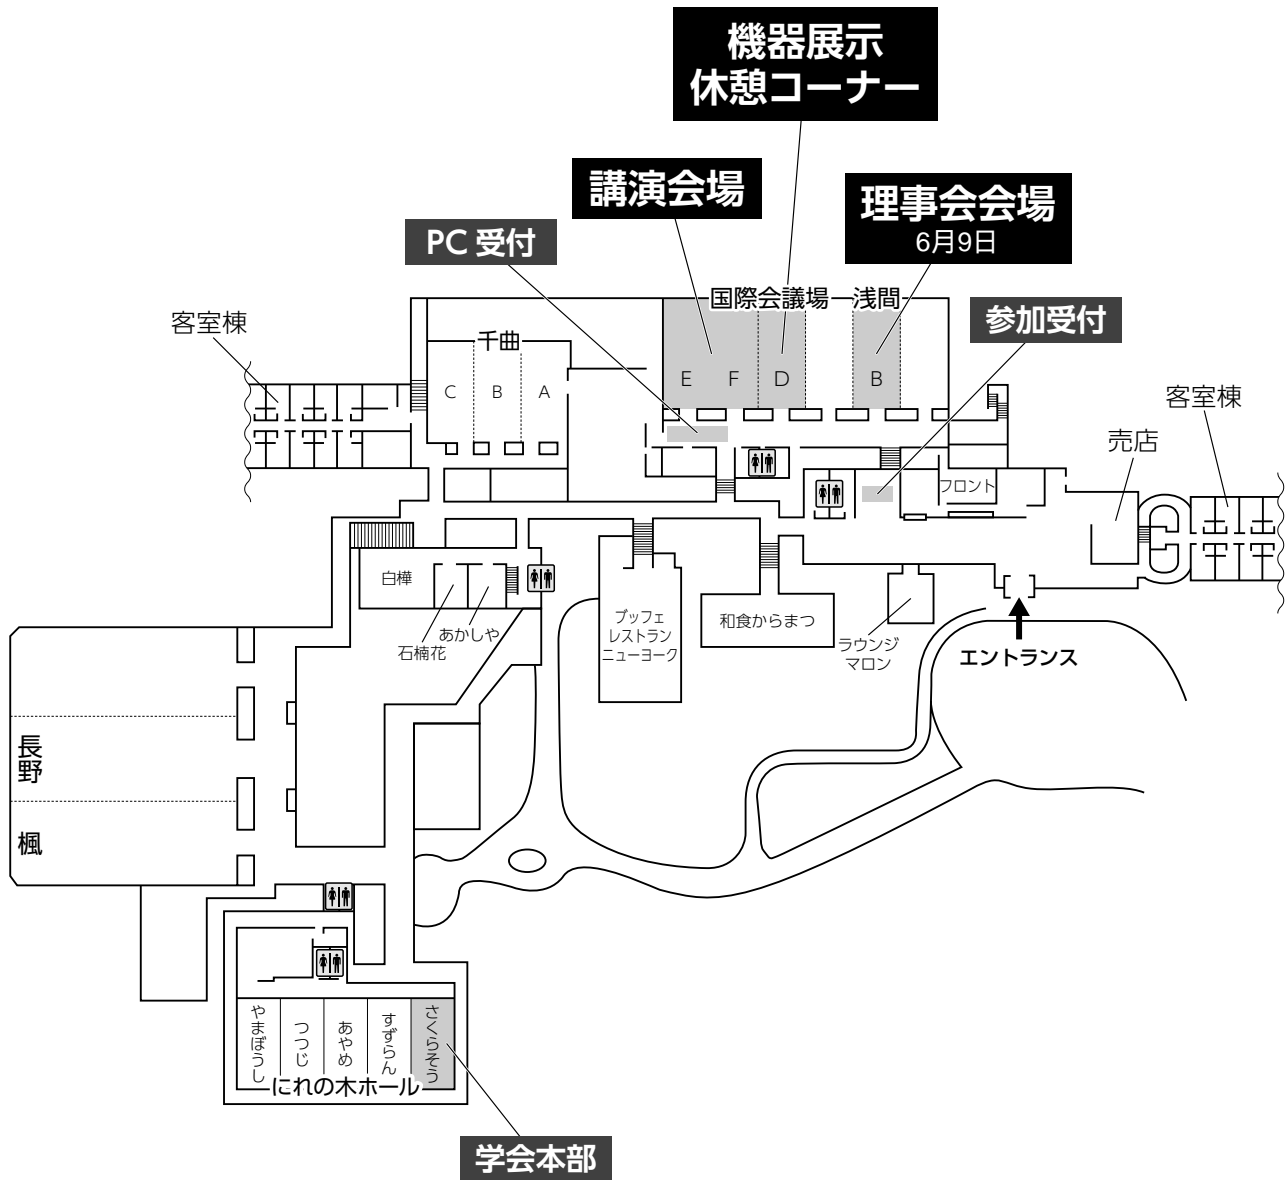 機器展示
休憩コーナー
講演会場
理事会会場
6月9日
PC 受付
参加受付
国際会議場
浅間
客室棟
千曲
C
B
A
E
F
D
B
客室棟
売店
フロント
白樺
あかしや
石楠花
ブッフェ
レストラン
ニューヨーク
和食からまつ
ラウンジ
マロン
エントランス
長野
楓
やまぼうし
つつじ
あやめ
すずらん
さくらそう
にれの木ホール
学会本部